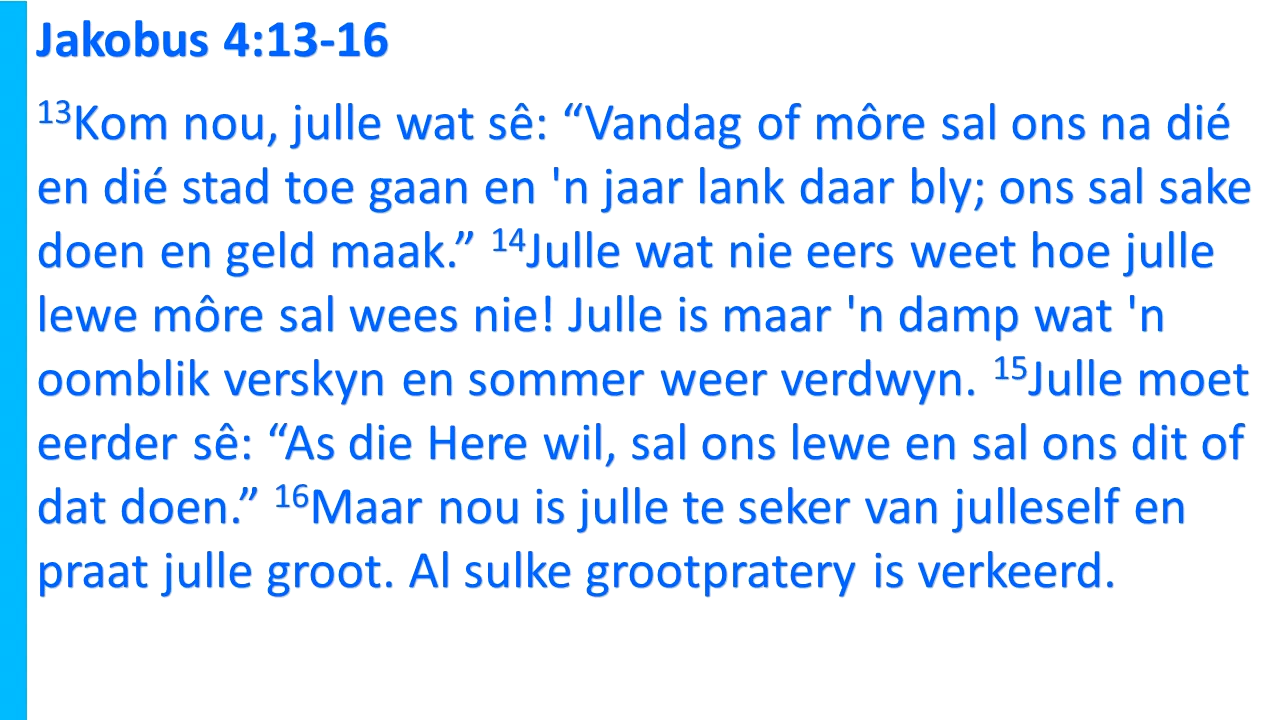 Jakobus 4:13-16
13Kom nou, julle wat sê: “Vandag of môre sal ons na dié
en dié stad toe gaan en 'n jaar lank daar bly; ons sal sake
doen en geld maak.” 14Julle wat nie eers weet hoe julle
lewe môre sal wees nie! Julle is maar 'n damp wat 'n
oomblik verskyn en sommer weer verdwyn. 15Julle moet
eerder sê: “As die Here wil, sal ons lewe en sal ons dit of
dat doen.” 16Maar nou is julle te seker van julleself en
praat julle groot. Al sulke grootpratery is verkeerd.